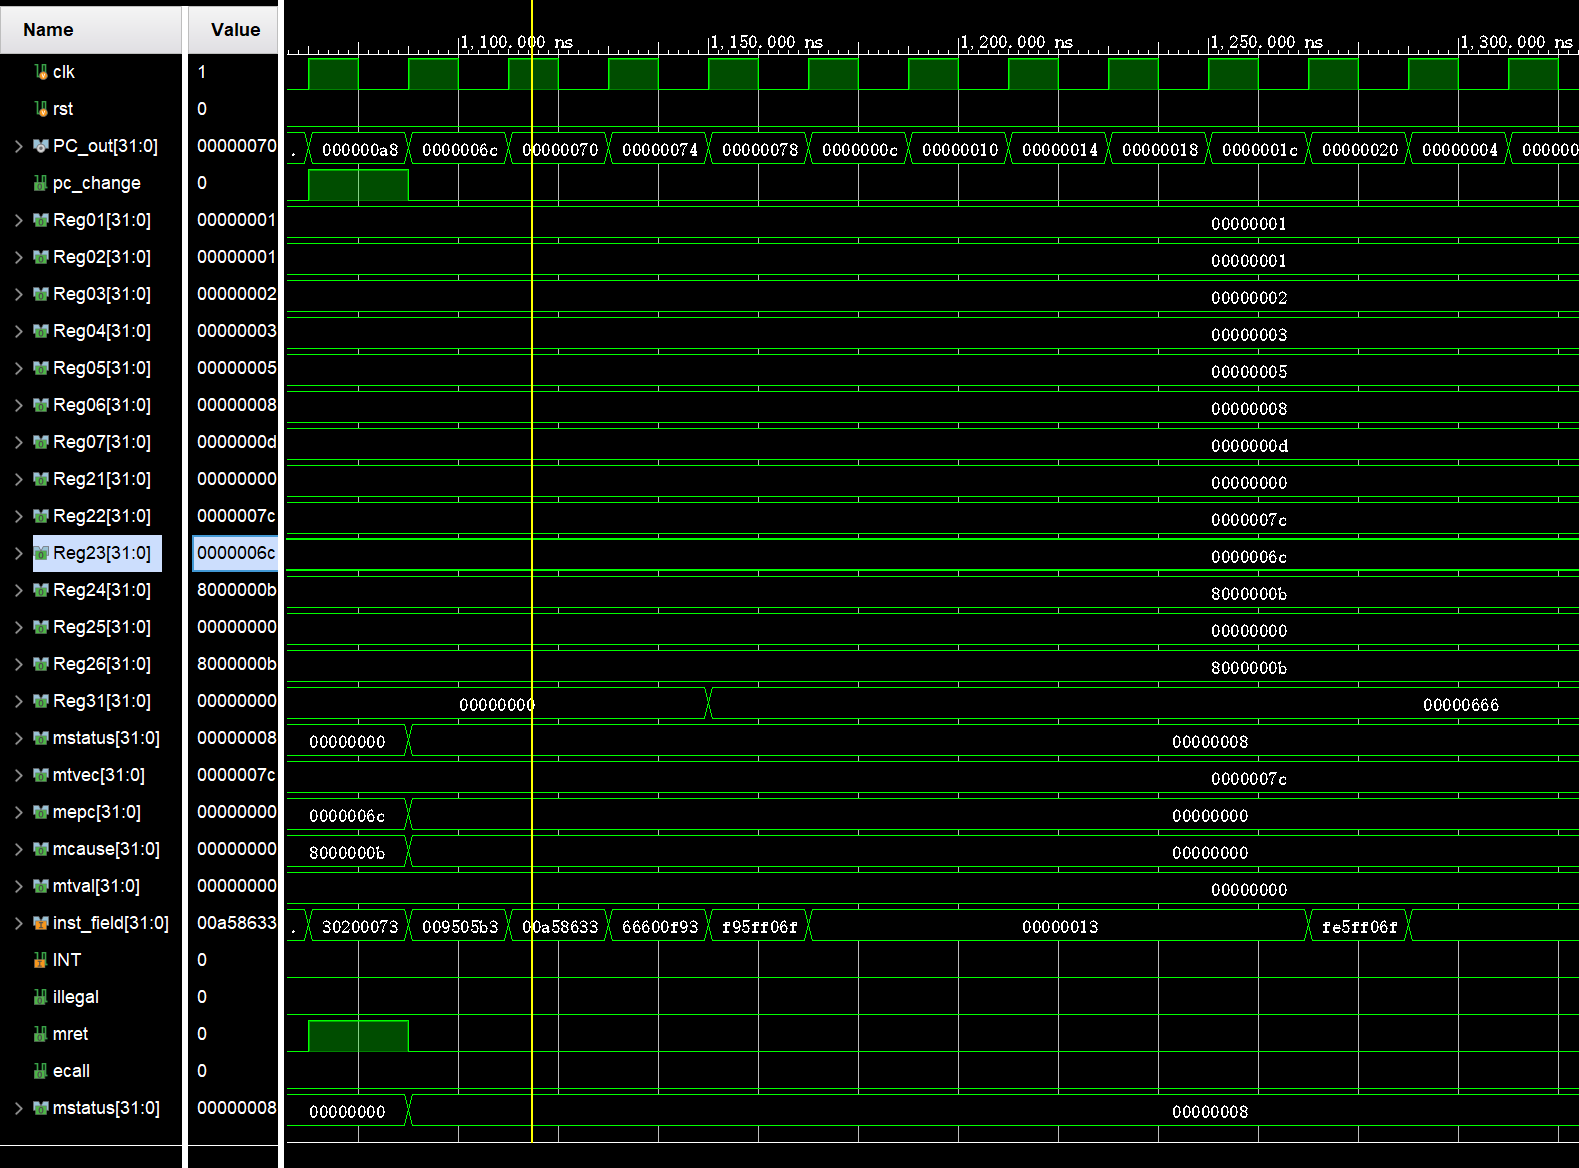 Name Value
1,100.000 ns 1,150.000 ns 1,200.000 ns 1,250.000 ns 1,300.000 ns
clk 1
rst 0
PC_out[31:0] 00000070 . 000000a8 0000006c 00000070 00000074 00000078 0000000c 00000010 00000014 00000018 0000001c 00000020 00000004 000000
pc_change 0
Reg01[31:0] 00000001 00000001
Reg02[31:0] 00000001 00000001
Reg03[31:0] 00000002 00000002
Reg04[31:0] 00000003 00000003
Reg05[31:0] 00000005 00000005
Reg06[31:0] 00000008 00000008
Reg07[31:0] 0000000d 0000000d
Reg21[31:0] 00000000 00000000
Reg22[31:0] 0000007c 0000007c
Reg23[31:0] 0000006c 0000006c
Reg24[31:0] 8000000b 8000000b
Reg25[31:0] 00000000 00000000
Reg26[31:0] 8000000b 8000000b
Reg31[31:0] 00000000 00000000 00000666
mstatus[31:0] 00000008 00000000 00000008
mtvec[31:0] 0000007c 0000007c
mepc[31:0] 00000000 0000006c 00000000
mcause[31:0] 00000000 8000000b 00000000
mtval[31:0] 00000000 00000000
inst_field[31:0] 00a58633 . 30200073 009505b3 00a58633 66600f93 f95ff06f 00000013 fe5ff06f
INT 0
illegal 0
mret 0
ecall 0
mstatus[31:0] 00000008 00000000 00000008